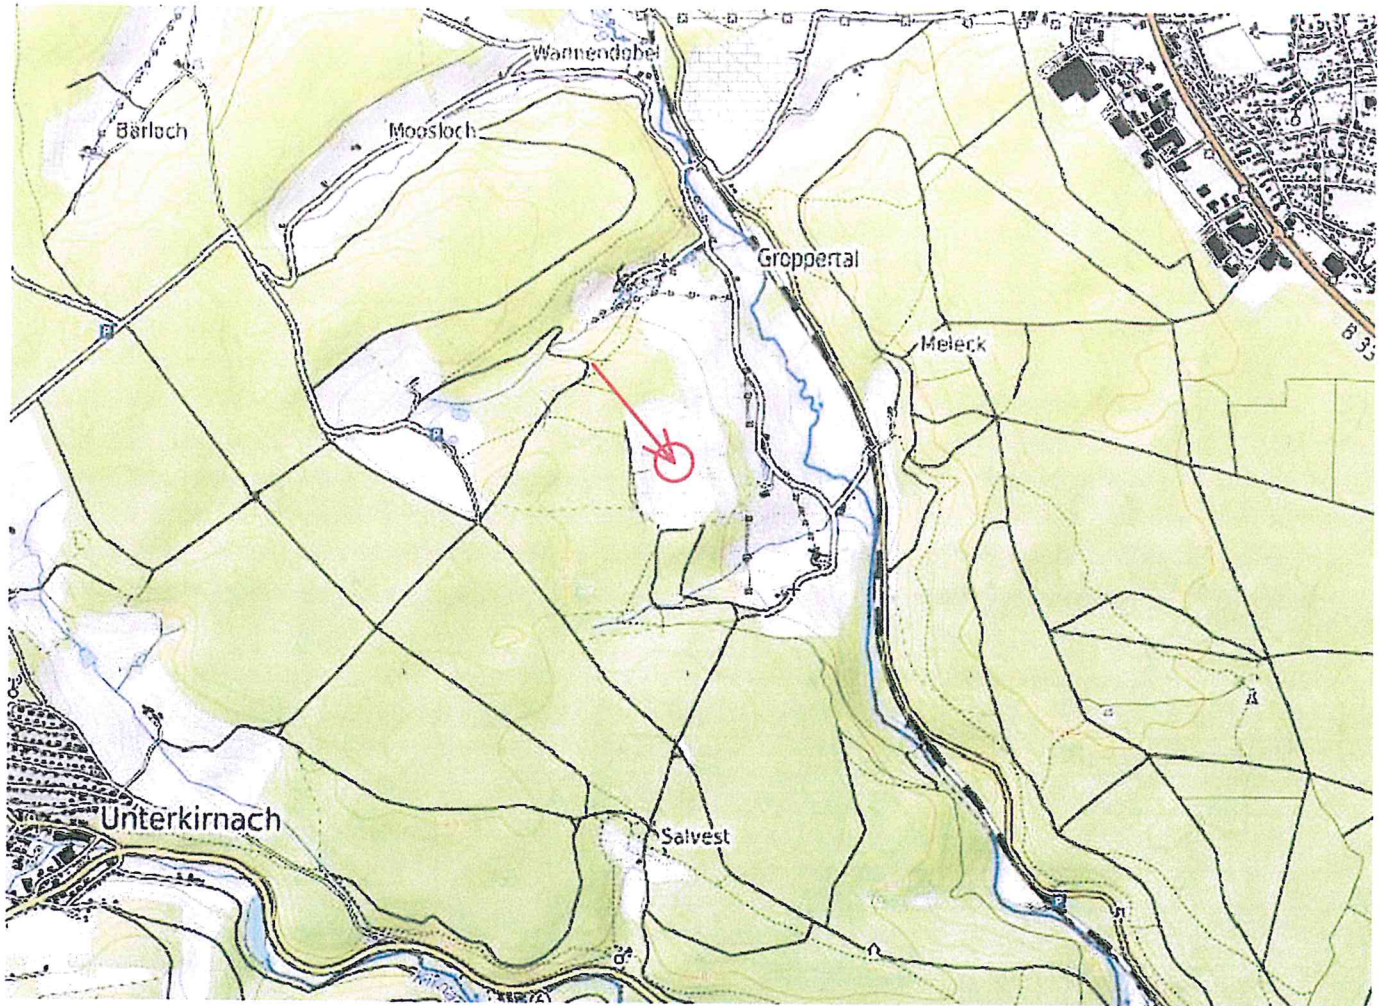 Wannendobel
Bärloch
Moosloch
Groppertal
Meleck
B 33
Unterkirnach
Salvest